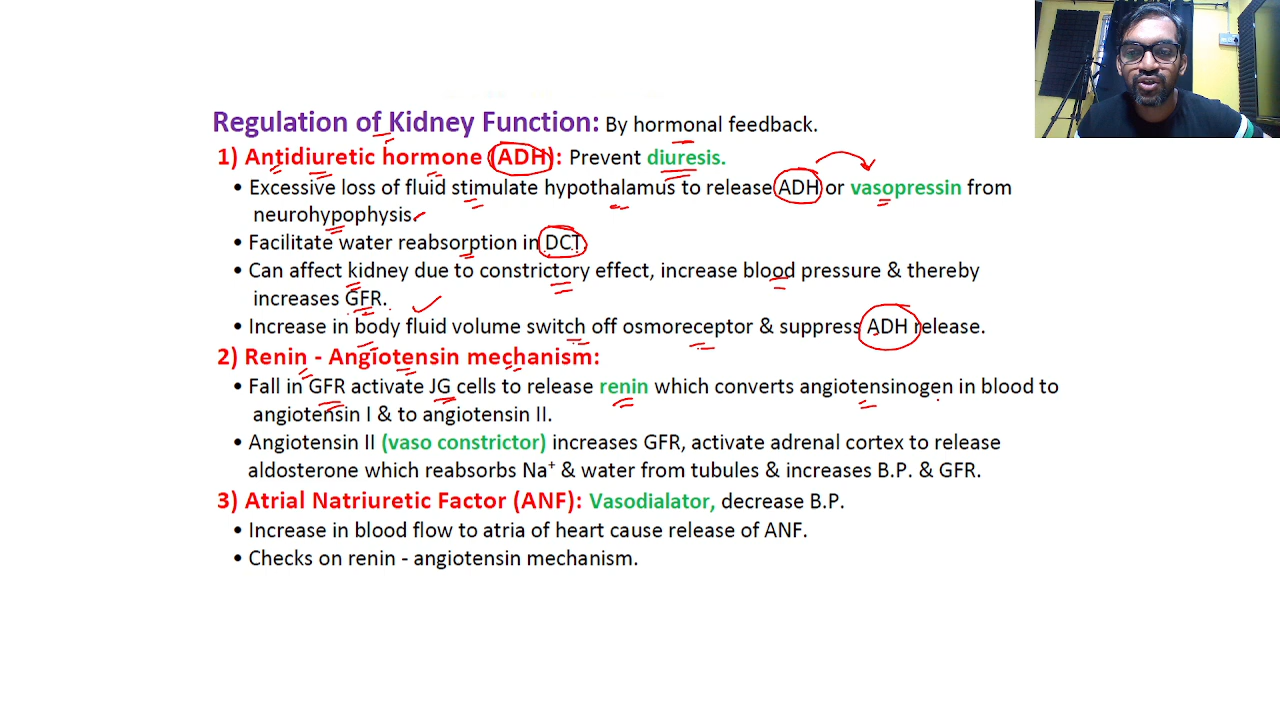 Regulation of Kidney Function: By hormonal feedback.
1) Antidiuretic hormone (ADH): Prevent diuresis.
• Excessive loss of fluid stimulate hypothalamus to release ADH or vasopressin from
neurohypophysis.
• Facilitate water reabsorption in DCT.
• Can affect kidney due to constrictory effect, increase blood pressure & thereby
increases GFR.
• Increase in body fluid volume switch off osmoreceptor & suppress ADH release.
2) Renin - Angiotensin mechanism:
• Fall in GFR activate JG cells to release renin which converts angiotensinogen in blood to
angiotensin I & to angiotensin II.
• Angiotensin II (vaso constrictor) increases GFR, activate adrenal cortex to release
aldosterone which reabsorbs Na⁺ & water from tubules & increases B.P. & GFR.
3) Atrial Natriuretic Factor (ANF): Vasodialator, decrease B.P.
• Increase in blood flow to atria of heart cause release of ANF.
• Checks on renin - angiotensin mechanism.